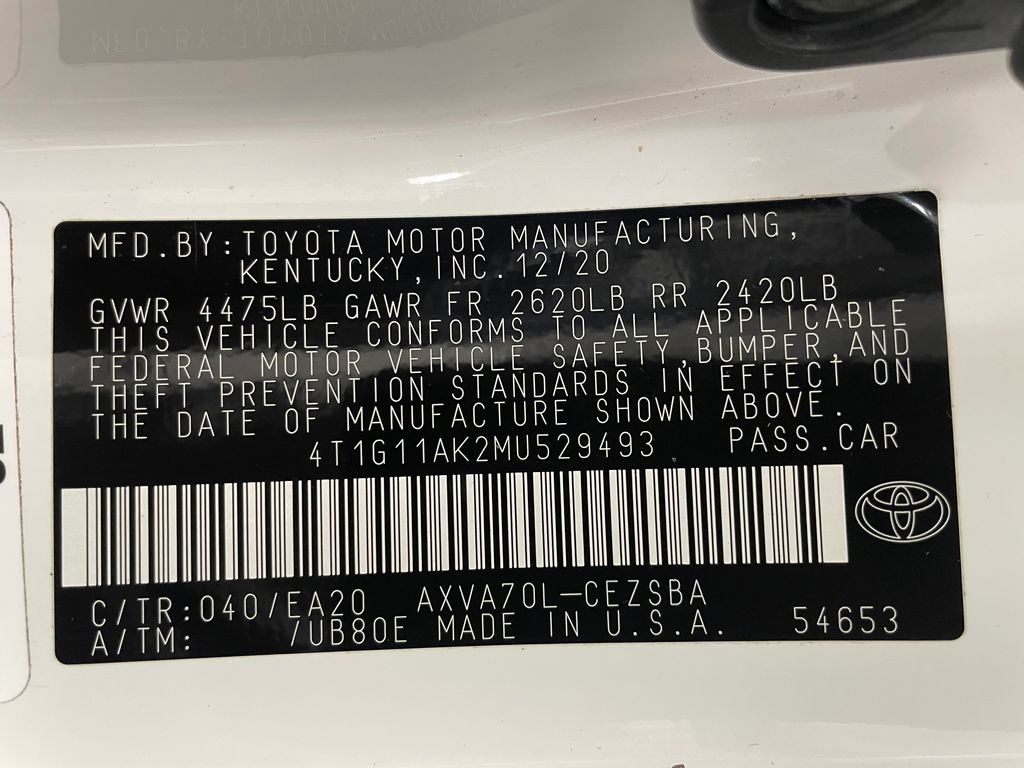 MFD.BY:TOYOTA MOTOR MANUFACTURING,
KENTUCKY,INC.12/20
GVWR 4475LB GAWR FR 2620LB RR 2420LB
THIS VEHICLE CONFORMS TO ALL APPLICABLE
FEDERAL MOTOR VEHICLE SAFETY,BUMPER,AND
THEFT PREVENTION STANDARDS IN EFFECT ON
THE DATE OF MANUFACTURE SHOWN ABOVE.
4T1G11AK2MU529493 PASS.CAR
C/TR:040/EA20 AXVA70L-CEZSBA
A/TM: /UB80E MADE IN U.S.A. 54653